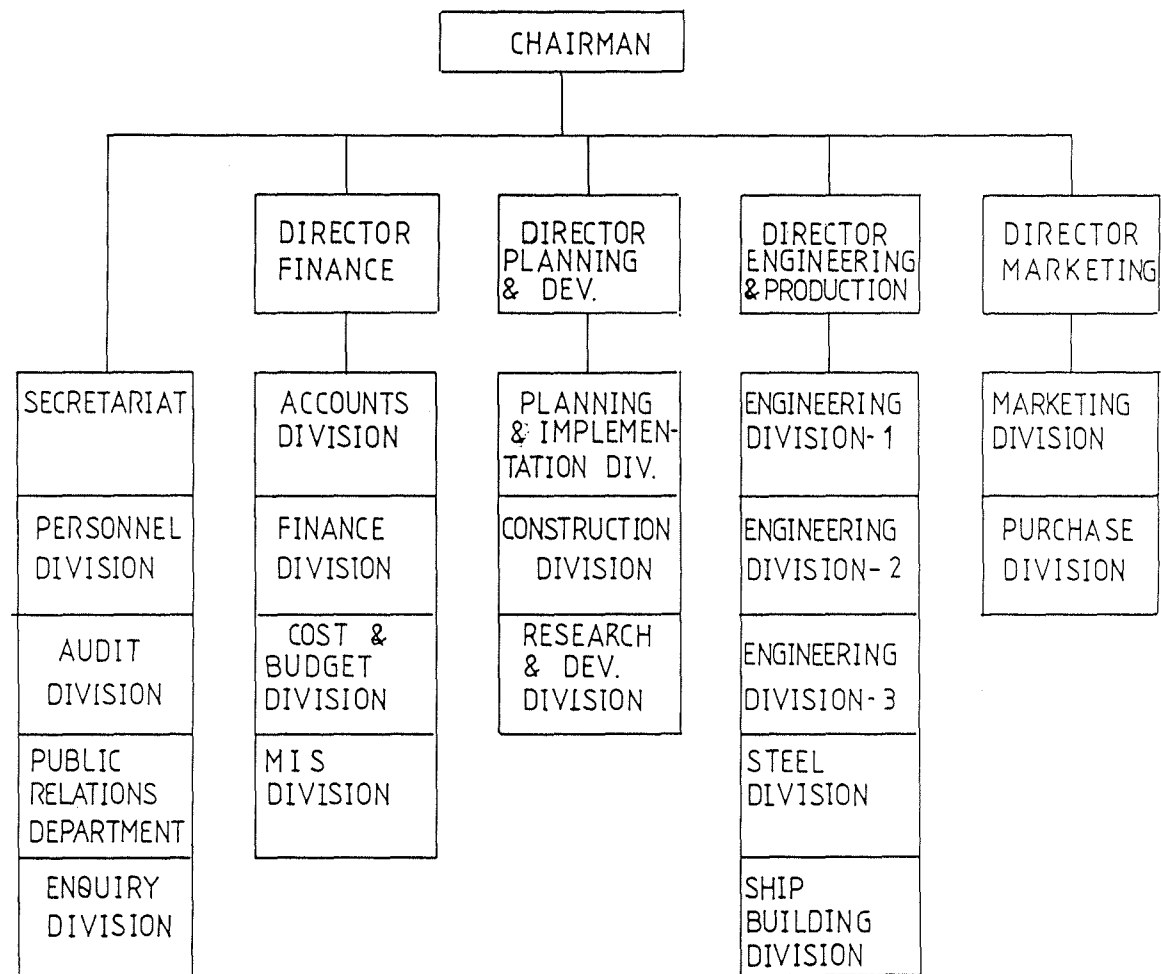 CHAIRMAN
DIRECTOR
FINANCE
DIRECTOR
PLANNING
& DEV.
DIRECTOR
ENGINEERING
& PRODUCTION
DIRECTOR
MARKETING
SECRETARIAT
PERSONNEL
DIVISION
AUDIT
DIVISION
PUBLIC
RELATIONS
DEPARTMENT
ENQUIRY
DIVISION
ACCOUNTS
DIVISION
FINANCE
DIVISION
COST &
BUDGET
DIVISION
MIS
DIVISION
PLANNING
& IMPLEMEN-
TATION DIV.
CONSTRUCTION
DIVISION
RESEARCH
& DEV.
DIVISION
ENGINEERING
DIVISION-1
ENGINEERING
DIVISION-2
ENGINEERING
DIVISION-3
STEEL
DIVISION
SHIP
BUILDING
DIVISION
MARKETING
DIVISION
PURCHASE
DIVISION